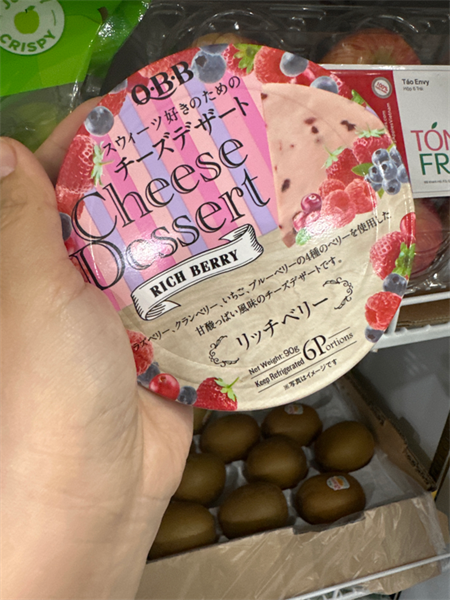 CRISPY
Q·B·B
スウィーツ好きのための
チーズデザート
Cheese
Dessert
RICH BERRY
ズベリー、クランベリー、いちご、ブルーベリーの4種のベリーを使用した
甘酸っぱい風味のチーズデザートです。
リッチベリー
Net Weight: 90g
Keep Refrigerated
6Portions
※写真はイメージです
Táo Envy
Hộp 8 Trái
FR